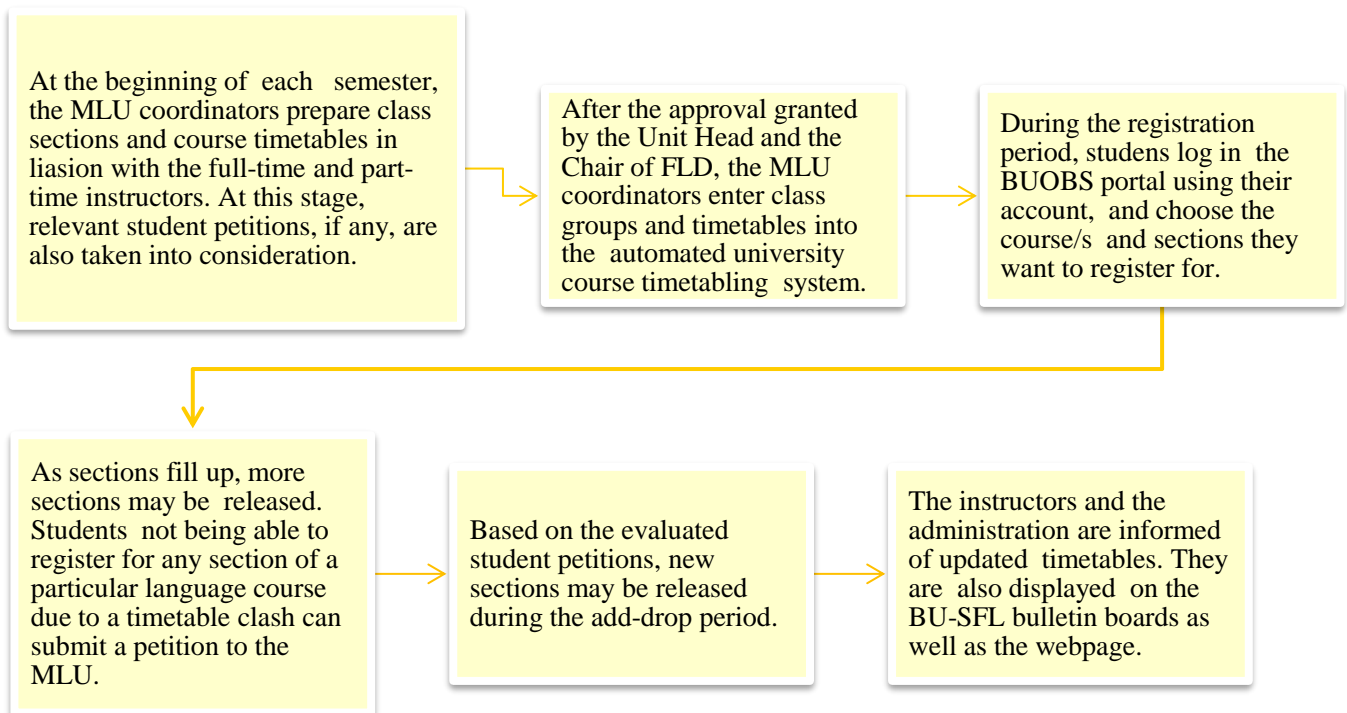 At the beginning of each semester,
the MLU coordinators prepare class
sections and course timetables in
liasion with the full-time and part-
time instructors. At this stage,
relevant student petitions, if any, are
also taken into consideration.
After the approval granted
by the Unit Head and the
Chair of FLD, the MLU
coordinators enter class
groups and timetables into
the automated university
course timetabling system.
During the registration
period, studens log in the
BUOBS portal using their
account, and choose the
course/s and sections they
want to register for.
As sections fill up, more
sections may be released.
Students not being able to
register for any section of a
particular language course
due to a timetable clash can
submit a petition to the
MLU.
Based on the evaluated
student petitions, new
sections may be released
during the add-drop period.
The instructors and the
administration are informed
of updated timetables. They
are also displayed on the
BU-SFL bulletin boards as
well as the webpage.